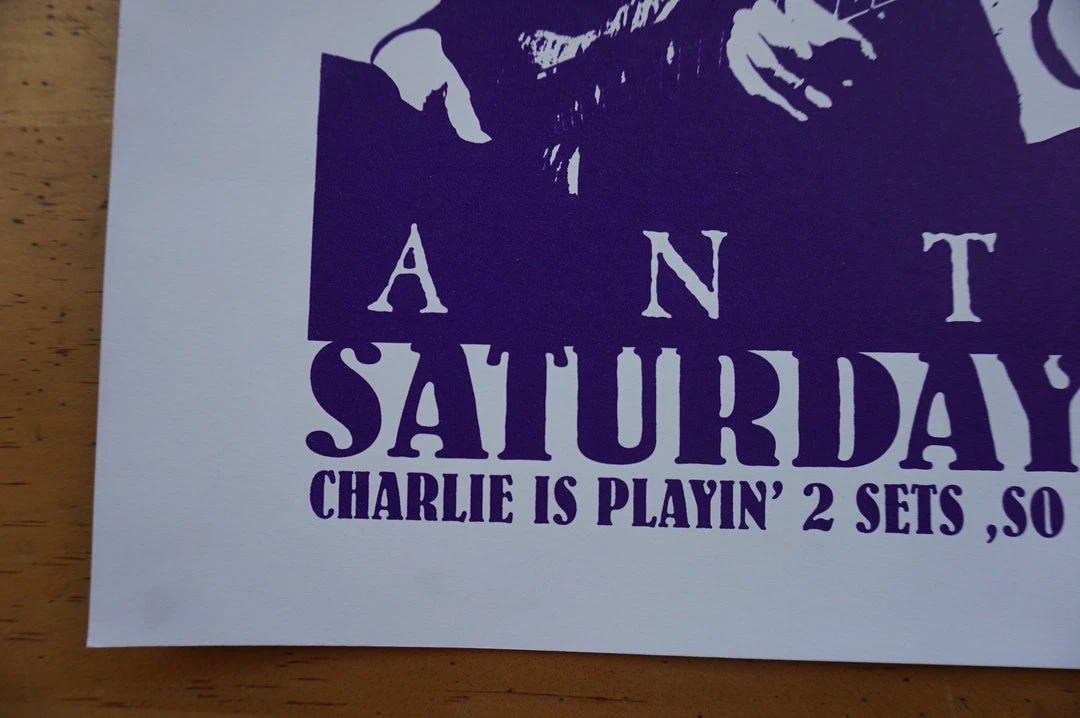 A N T
SATURDAY
CHARLIE IS PLAYIN' 2 SETS ,SO